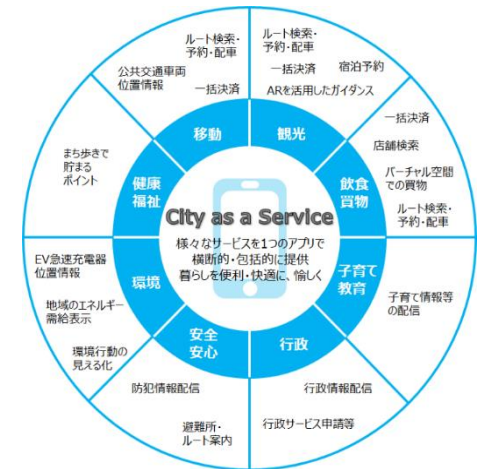 ルート検索・
予約・配車
公共交通車両
位置情報
一括決済
移動
ルート検索・
予約・配車
一括決済
宿泊予約
ARを活用したガイダンス
観光
一括決済
店舗検索
バーチャル空間
での買物
ルート検索・
予約・配車
飲食
買物
子育て
教育
子育て情報等
の配信
行政
行政情報配信
行政サービス申請等
安全
安心
防犯情報配信
避難所・
ルート案内
環境
EV急速充電器
位置情報
地域のエネルギー
需給表示
環境行動の
見える化
健康
福祉
まち歩きで
貯まる
ポイント
City as a Service
様々なサービスを1つのアプリで
横断的・包括的に提供
暮らしを便利・快適に、愉しく